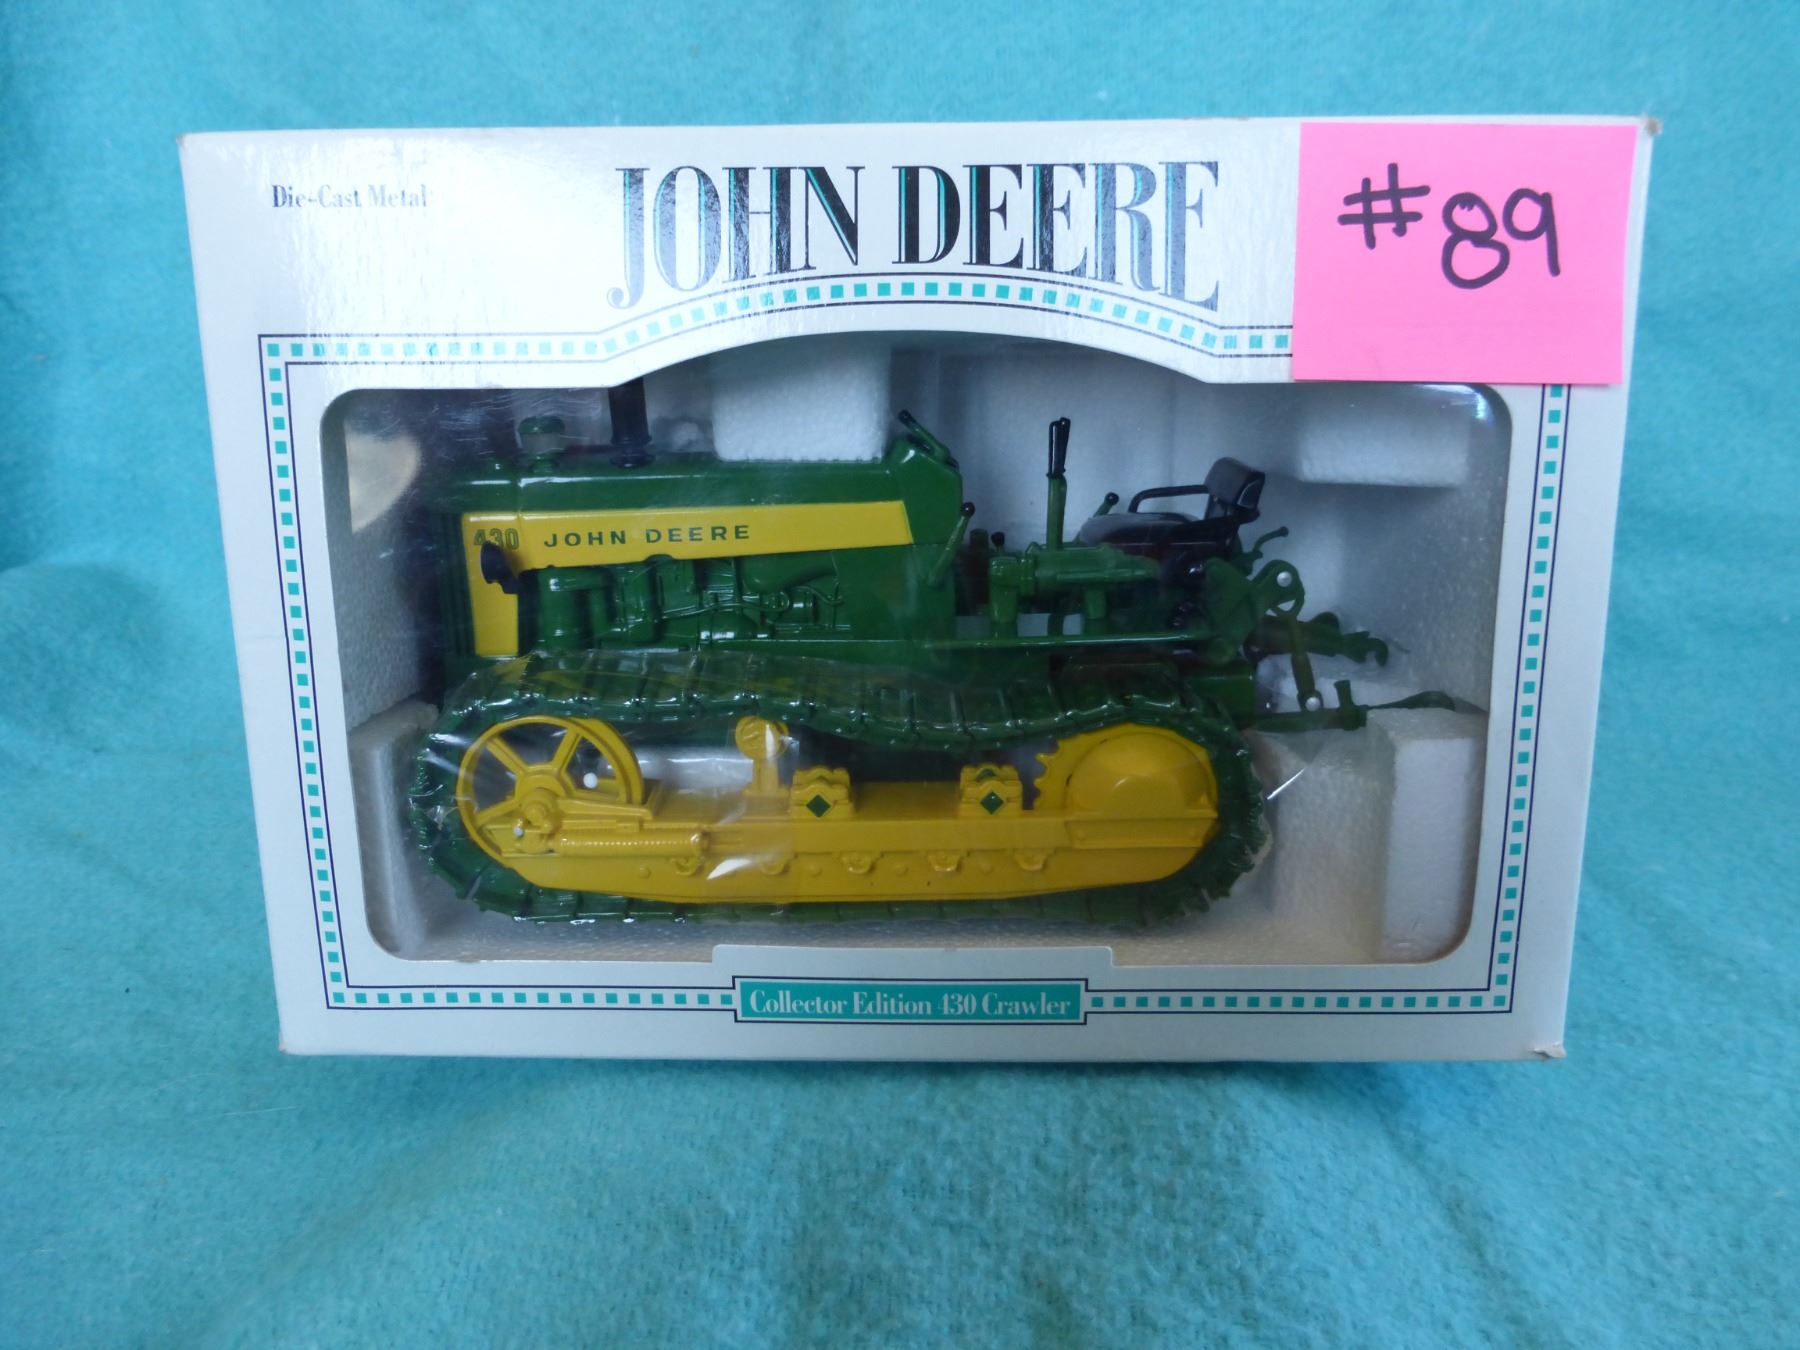 Die-Cast Metal
JOHN DEERE
#89
430 JOHN DEERE
Collector Edition 430 Crawler